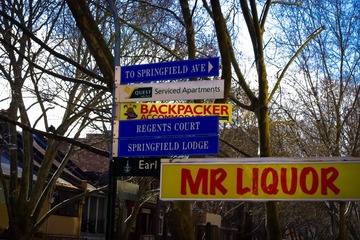 TO SPRINGFIELD AVE
QUEST Serviced Apartments
BACKPACKER
REGENTS COURT
SPRINGFIELD LODGE
Earl
MR LIQUOR